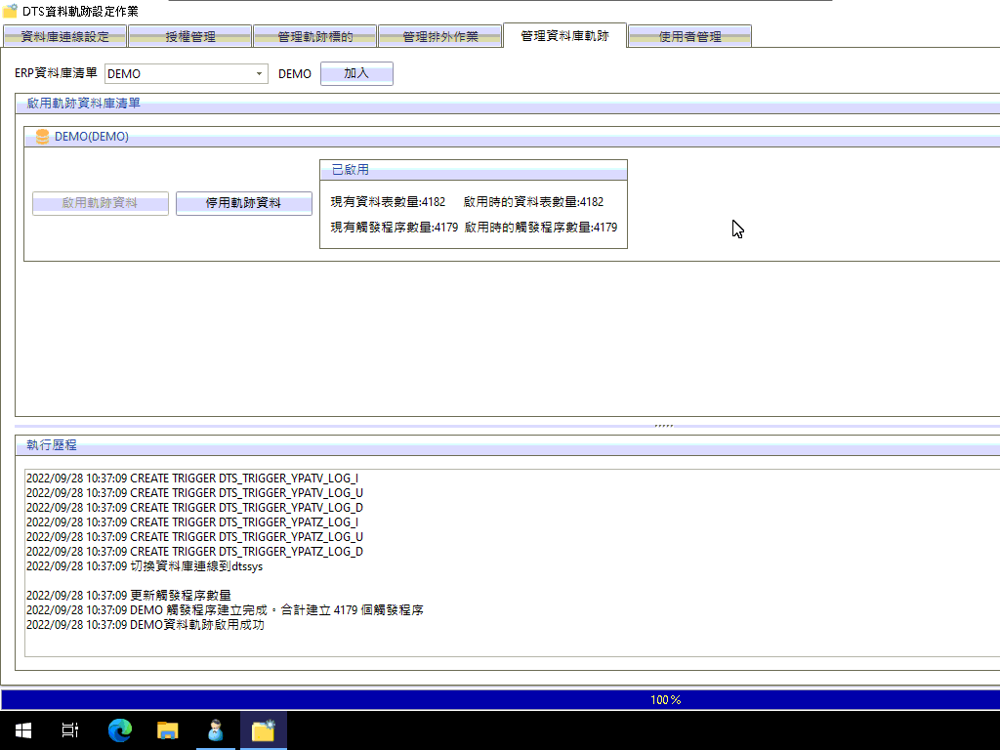 DTS資料軌跡設定作業
資料庫連線設定 授權管理 管理軌跡標的 管理排外作業 管理資料庫軌跡 使用者管理
ERP資料庫清單 DEMO DEMO 加入
啟用軌跡資料庫清單
DEMO(DEMO)
已啟用
啟用軌跡資料 停用軌跡資料
現有資料表數量:4182 啟用時的資料表數量:4182
現有觸發程序數量:4179 啟用時的觸發程序數量:4179
執行歷程
2022/09/28 10:37:09 CREATE TRIGGER DTS_TRIGGER_YPATV_LOG_I
2022/09/28 10:37:09 CREATE TRIGGER DTS_TRIGGER_YPATV_LOG_U
2022/09/28 10:37:09 CREATE TRIGGER DTS_TRIGGER_YPATV_LOG_D
2022/09/28 10:37:09 CREATE TRIGGER DTS_TRIGGER_YPATZ_LOG_I
2022/09/28 10:37:09 CREATE TRIGGER DTS_TRIGGER_YPATZ_LOG_U
2022/09/28 10:37:09 CREATE TRIGGER DTS_TRIGGER_YPATZ_LOG_D
2022/09/28 10:37:09 切換資料庫連線到dtssys
2022/09/28 10:37:09 更新觸發程序數量
2022/09/28 10:37:09 DEMO 觸發程序建立完成。合計建立 4179 個觸發程序
2022/09/28 10:37:09 DEMO資料軌跡啟用成功
100 %